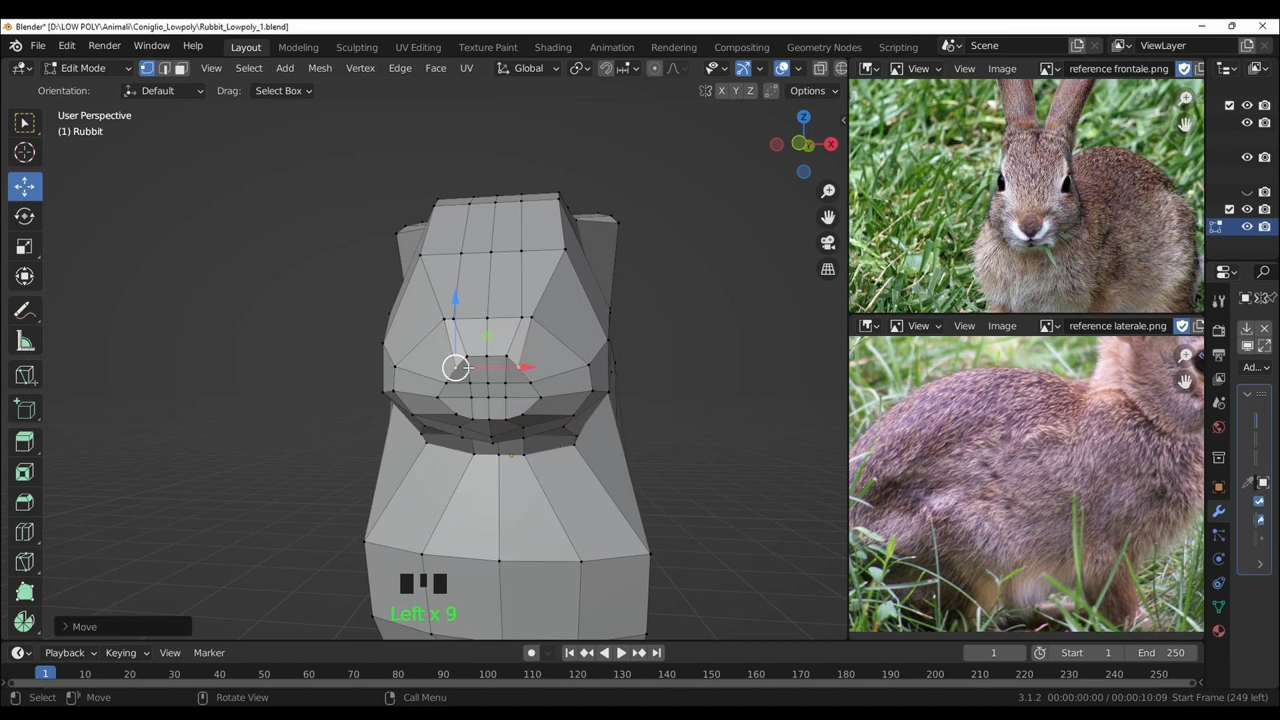 Blender* [D:\LOW POLY\Animali\Coniglio_Lowpoly\Rubbit_Lowpoly_1.blend]
File Edit Render Window Help Layout Modeling Sculpting UV Editing Texture Paint Shading Animation Rendering Compositing Geometry Nodes Scripting Scene ViewLayer
Edit Mode View Select Add Mesh Vertex Edge Face UV Global View View Image reference frontale.png
Orientation: Default Drag: Select Box X Y Z Options
User Perspective
(1) Rubbit
Z
X
Y
View View Image reference laterale.png
Ad...
Left x 9
Move
Playback Keying View Marker 1 Start 1 End 250
1 10 20 30 40 50 60 70 80 90 100 110 120 130 140 150 160 170 180 190 200 210 220 230 240 250
Select Move Rotate View Call Menu 3.1.2 00:00:00:00 / 00:00:10:09 Start Frame (249 left)